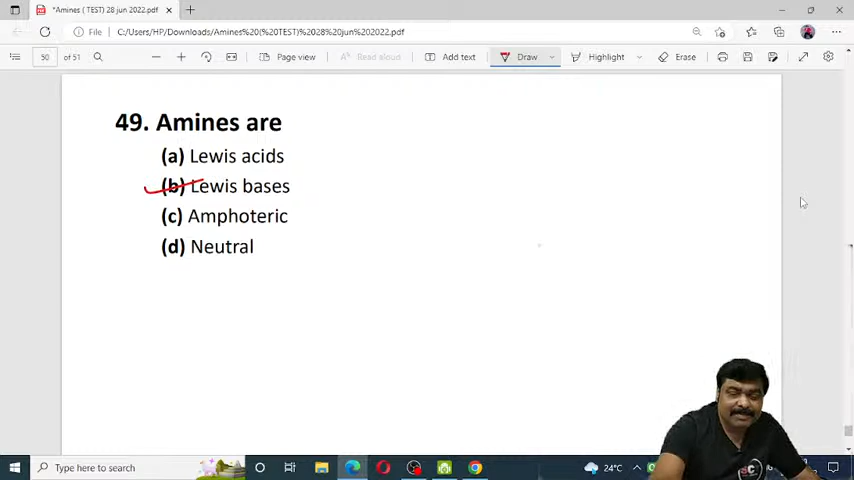 *Amines ( TEST) 28 jun 2022.pdf
File
C:/Users/HP/Downloads/Amines%20(%20TEST)%2028%20jun%202022.pdf
50 of 51
Page view
Read aloud
Add text
Draw
Highlight
Erase
49. Amines are
(a) Lewis acids
(b) Lewis bases
(c) Amphoteric
(d) Neutral
SC
Type here to search
24°C